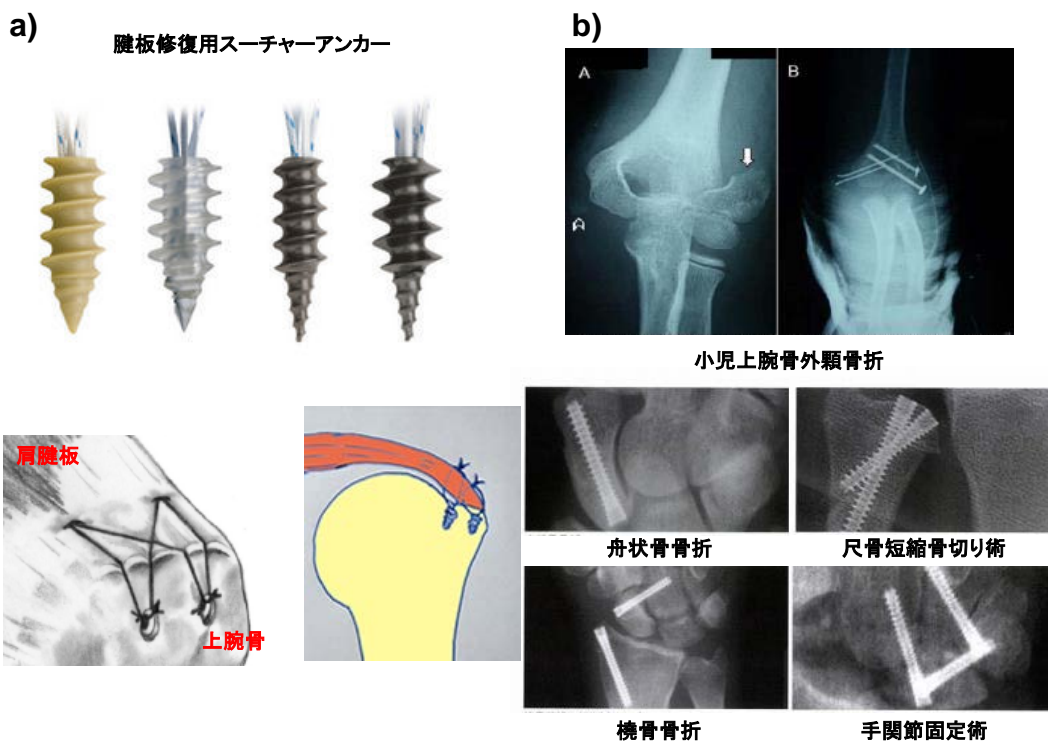 a)
腱板修復用スーチャーアンカー
肩腱板
上腕骨
b)
A
B
小児上腕骨外顆骨折
舟状骨骨折
尺骨短縮骨切り術
橈骨骨折
手関節固定術